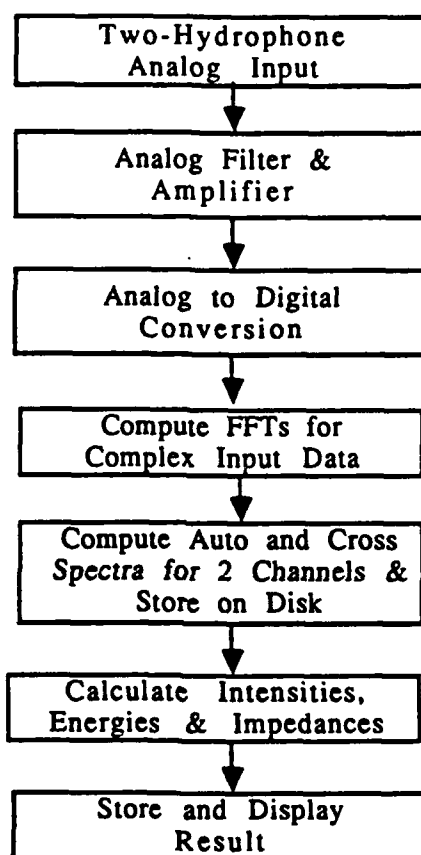 Two-Hydrophone
Analog Input
Analog Filter &
Amplifier
Analog to Digital
Conversion
Compute FFTs for
Complex Input Data
Compute Auto and Cross
Spectra for 2 Channels &
Store on Disk
Calculate Intensities,
Energies & Impedances
Store and Display
Result